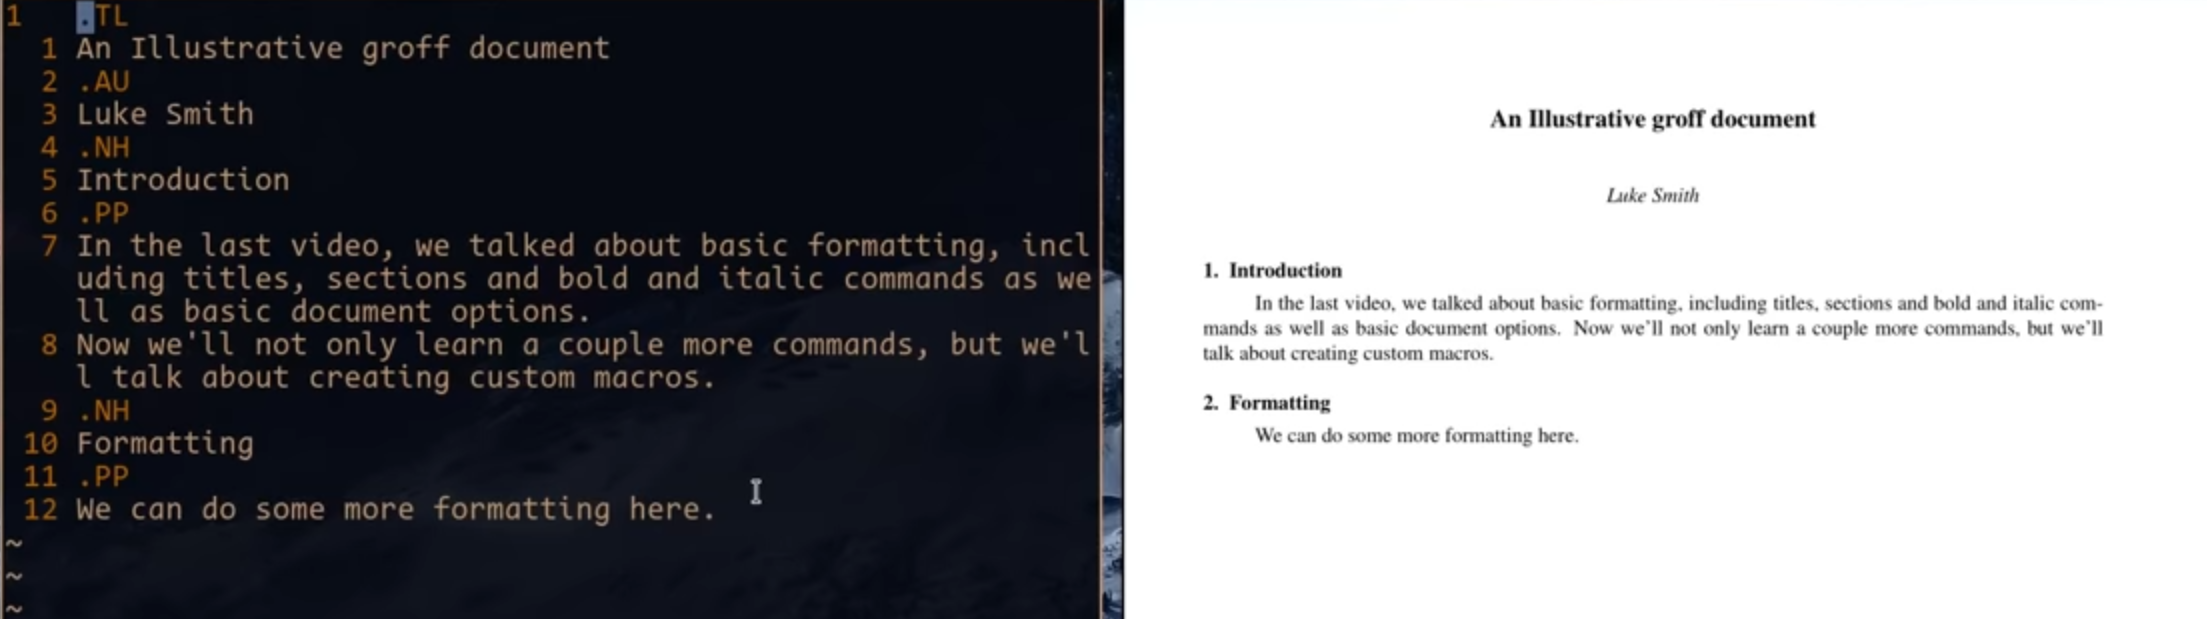 1 .TL
1 An Illustrative groff document
2 .AU
3 Luke Smith
4 .NH
5 Introduction
6 .PP
7 In the last video, we talked about basic formatting, incl
uding titles, sections and bold and italic commands as we
ll as basic document options.
8 Now we'll not only learn a couple more commands, but we'l
l talk about creating custom macros.
9 .NH
10 Formatting
11 .PP
12 We can do some more formatting here.
~
~
~
An Illustrative groff document
Luke Smith
1. Introduction
In the last video, we talked about basic formatting, including titles, sections and bold and italic com-
mands as well as basic document options. Now we'll not only learn a couple more commands, but we'll
talk about creating custom macros.
2. Formatting
We can do some more formatting here.